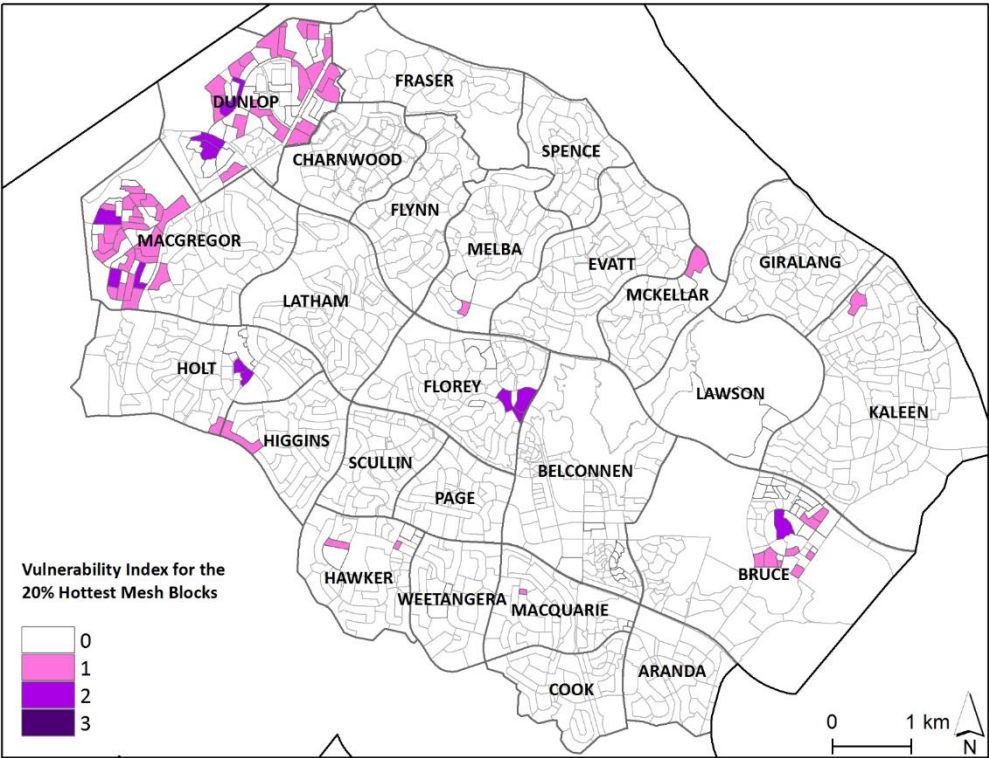 FRASER
DUNLOP
CHARNWOOD
SPENCE
FLYNN
MACGREGOR
MELBA
EVATT
GIRALANG
MCKELLAR
LATHAM
HOLT
FLOREY
LAWSON
KALEEN
HIGGINS
SCULLIN
BELCONNEN
PAGE
BRUCE
HAWKER
WEETANGERA
MACQUARIE
ARANDA
COOK
Vulnerability Index for the
20% Hottest Mesh Blocks
0
1
2
3
0 1 km
N